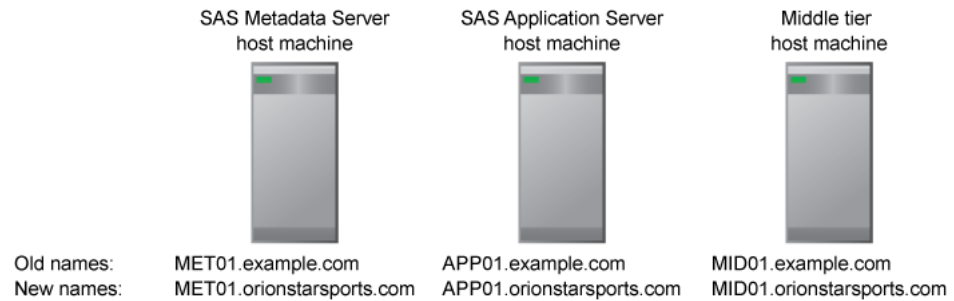 SAS Metadata Server
host machine
SAS Application Server
host machine
Middle tier
host machine
Old names: MET01.example.com APP01.example.com MID01.example.com
New names: MET01.orionstarsports.com APP01.orionstarsports.com MID01.orionstarsports.com